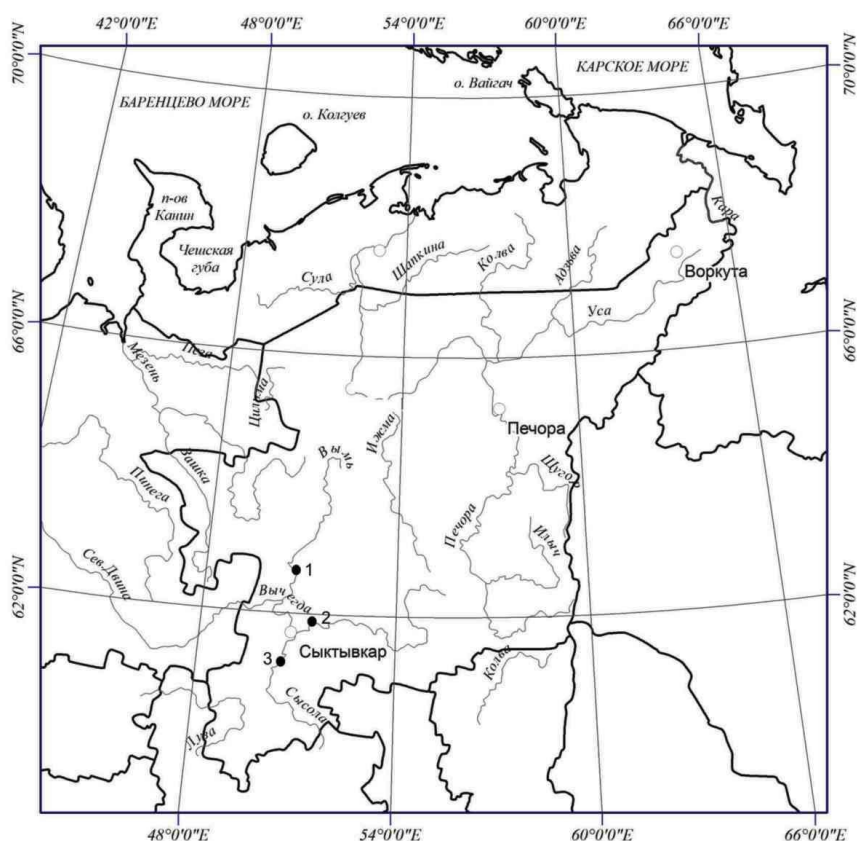 42°0'0"E 48°0'0"E 54°0'0"E 60°0'0"E 66°0'0"E
70°0'0"N
70°0'0"N
КАРСКОЕ МОРЕ
о. Вайгач
БАРЕНЦЕВО МОРЕ
о. Колгуев
п-ов
Канин
Чешская
губа
Кара
Шапкина
Колва
Адзьва
Воркута
Сула
Уса
66°0'0"N
66°0'0"N
Мезень
Пеза
Цильма
Печора
Вымь
Ижма
Вашка
Пинега
Щугор
Печора
Илыч
Сев.Двина
1
Вычегда
62°0'0"N
62°0'0"N
2
Сыктывкар
3
Колва
Сысола
Луза
48°0'0"E 54°0'0"E 60°0'0"E 66°0'0"E